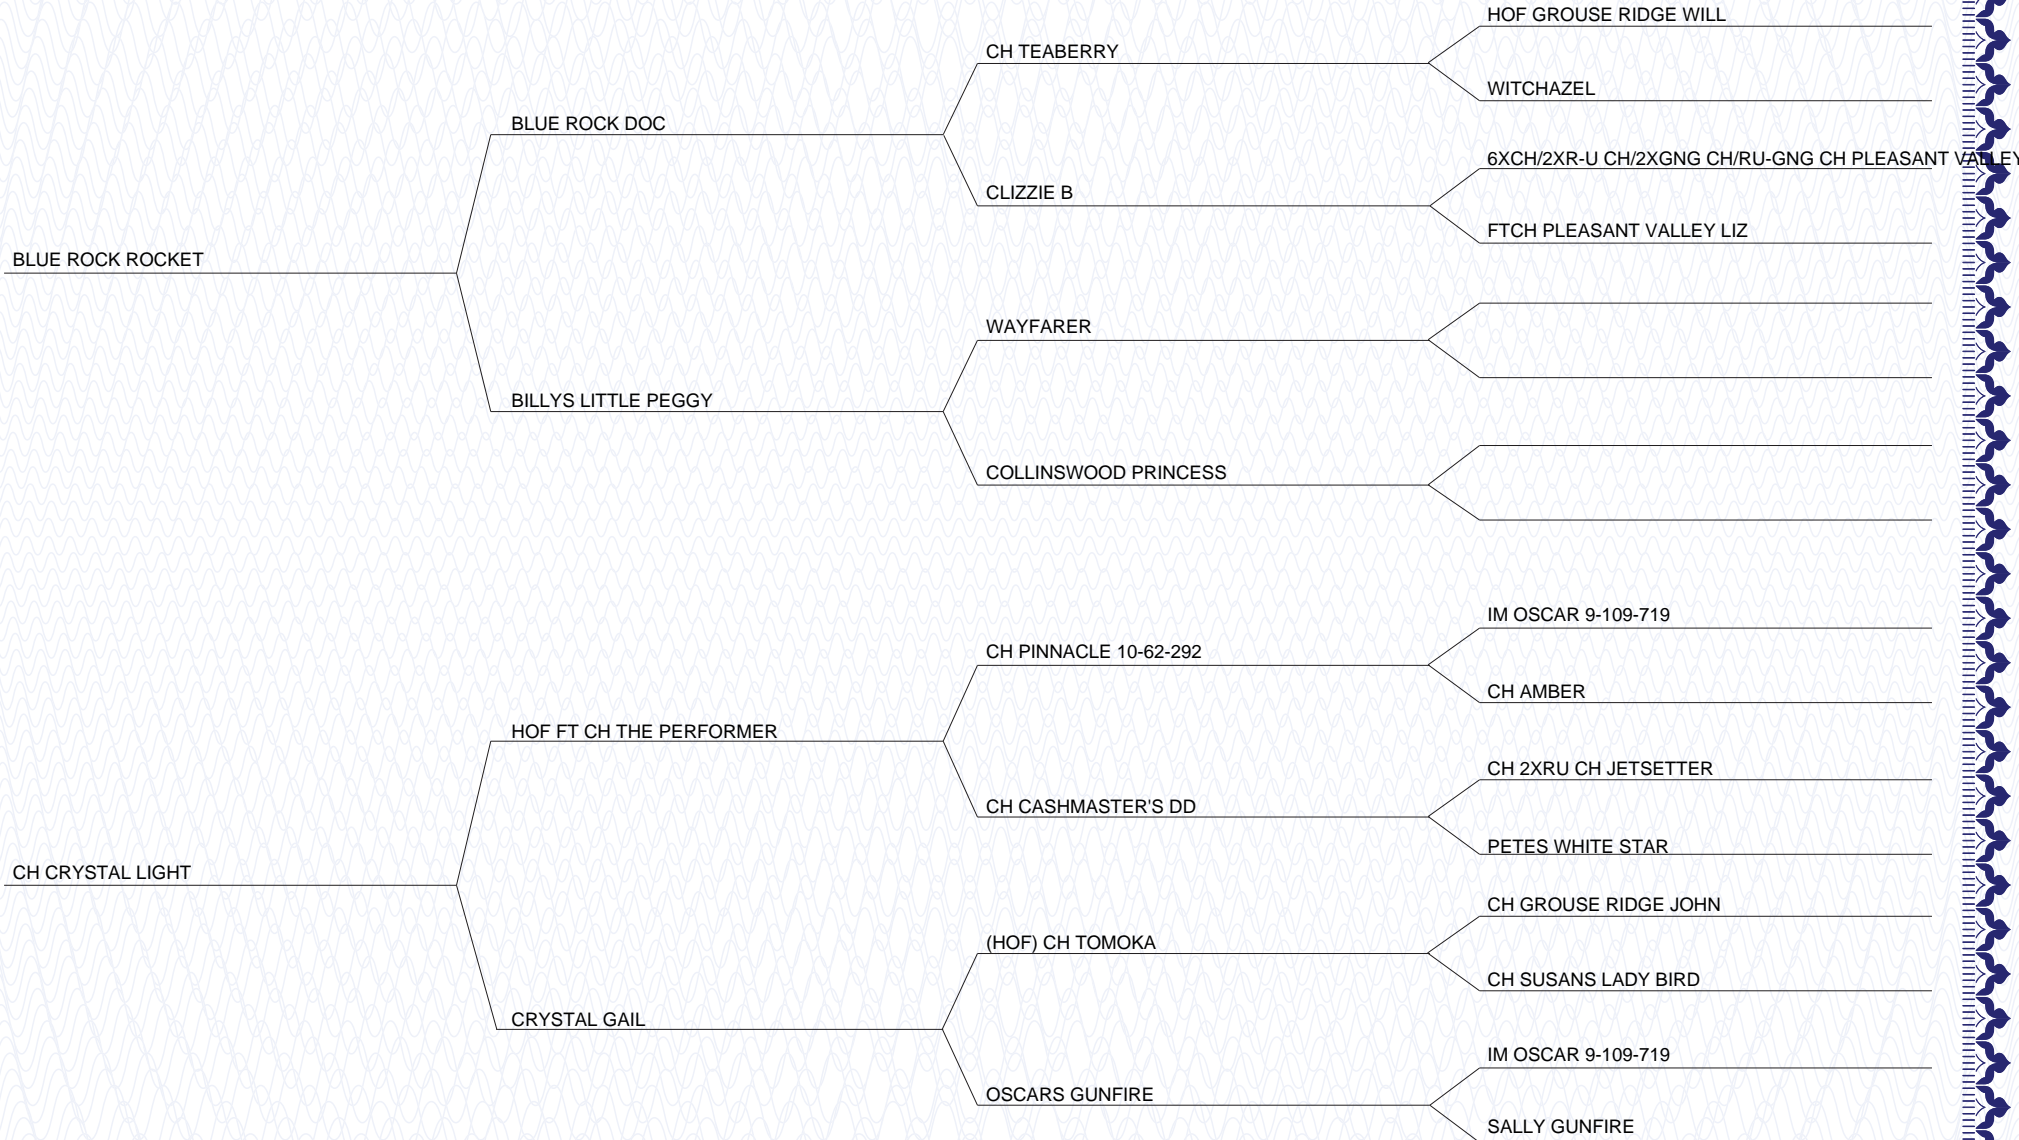 HOF GROUSE RIDGE WILL
CH TEABERRY
WITCHAZEL
BLUE ROCK DOC
6XCH/2XR-U CH/2XGNG CH/RU-GNG CH PLEASANT VALLEY
CLIZZIE B
FTCH PLEASANT VALLEY LIZ
BLUE ROCK ROCKET
WAYFARER
BILLYS LITTLE PEGGY
COLLINSWOOD PRINCESS
IM OSCAR 9-109-719
CH PINNACLE 10-62-292
CH AMBER
HOF FT CH THE PERFORMER
CH 2XRU CH JETSETTER
CH CASHMASTER'S DD
PETES WHITE STAR
CH CRYSTAL LIGHT
CH GROUSE RIDGE JOHN
(HOF) CH TOMOKA
CH SUSANS LADY BIRD
CRYSTAL GAIL
IM OSCAR 9-109-719
OSCARS GUNFIRE
SALLY GUNFIRE